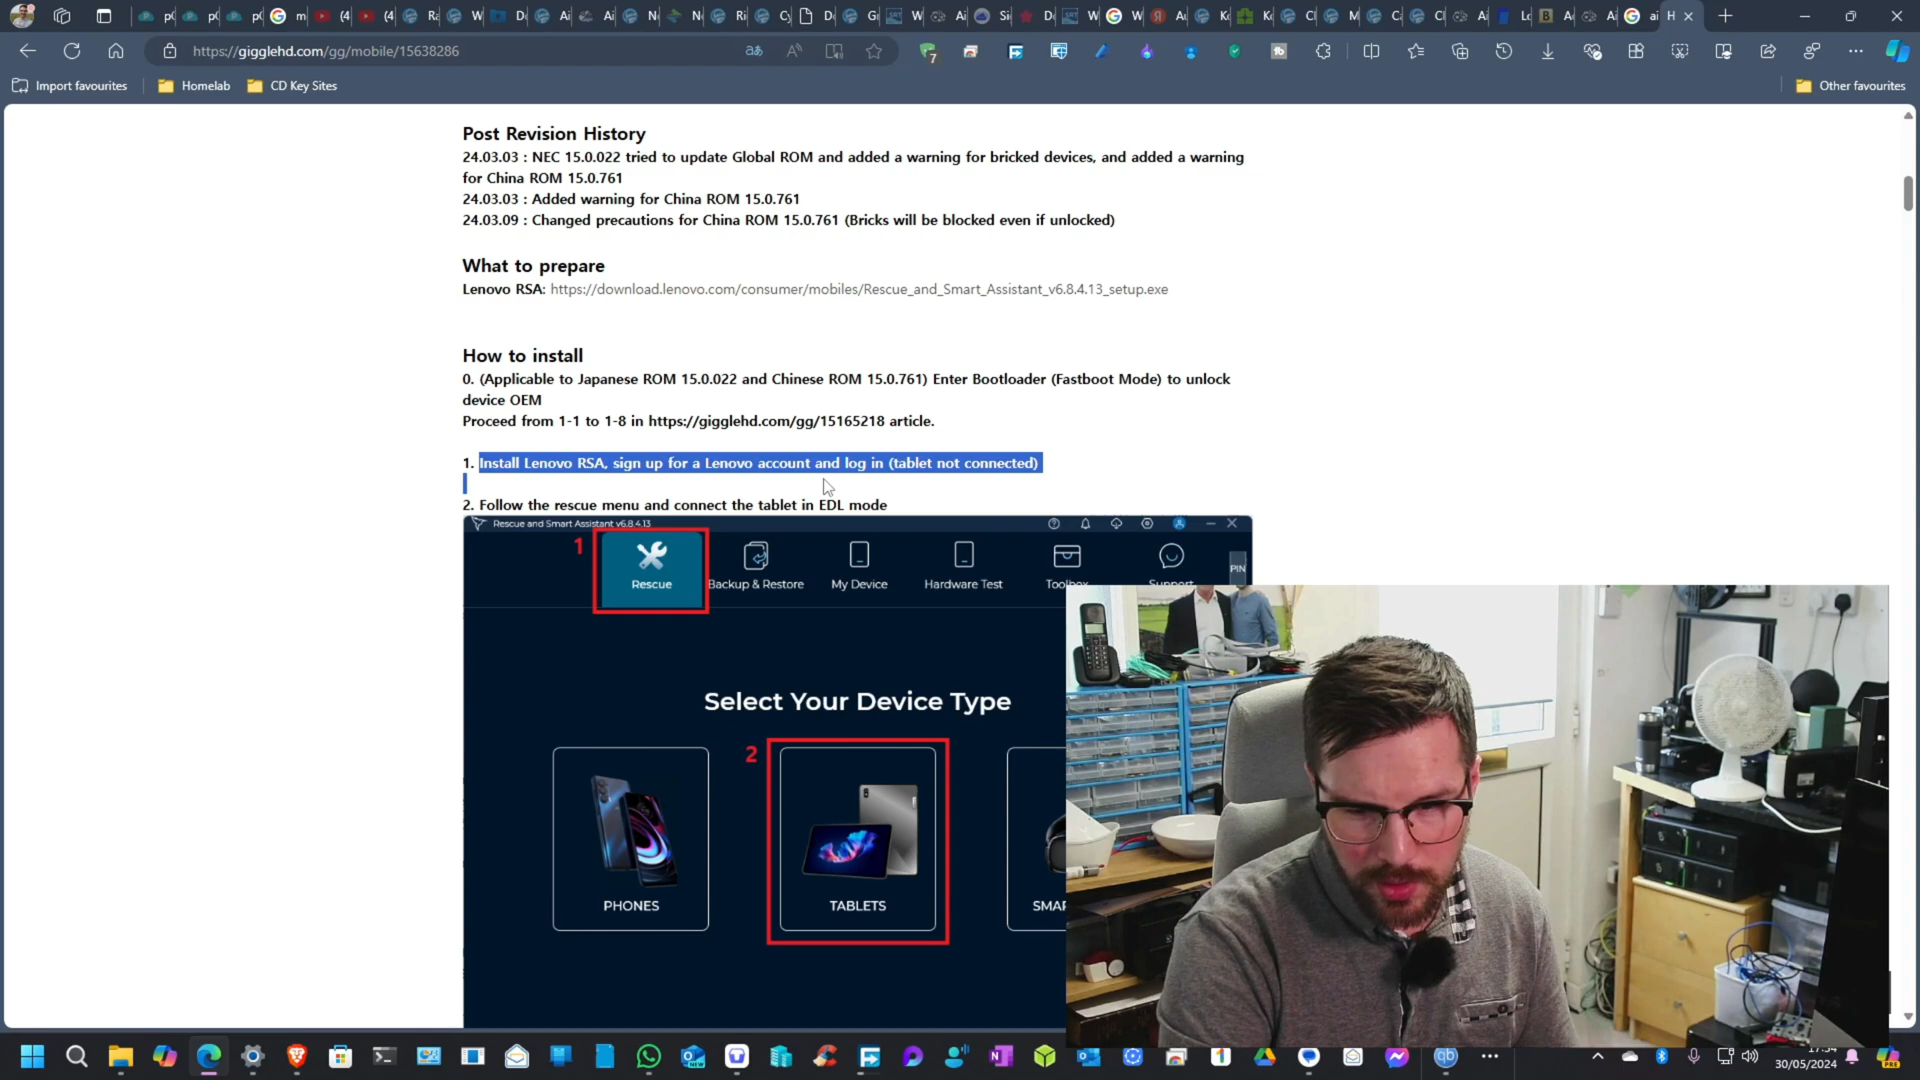 https://gigglehd.com/gg/mobile/15638286
Import favourites
Homelab
CD Key Sites
Other favourites
Post Revision History
24.03.03 : NEC 15.0.022 tried to update Global ROM and added a warning for bricked devices, and added a warning
for China ROM 15.0.761
24.03.03 : Added warning for China ROM 15.0.761
24.03.09 : Changed precautions for China ROM 15.0.761 (Bricks will be blocked even if unlocked)
What to prepare
Lenovo RSA: https://download.lenovo.com/consumer/mobiles/Rescue_and_Smart_Assistant_v6.8.4.13_setup.exe
How to install
0. (Applicable to Japanese ROM 15.0.022 and Chinese ROM 15.0.761) Enter Bootloader (Fastboot Mode) to unlock
device OEM
Proceed from 1-1 to 1-8 in https://gigglehd.com/gg/15165218 article.
1. Install Lenovo RSA, sign up for a Lenovo account and log in (tablet not connected)
2. Follow the rescue menu and connect the tablet in EDL mode
Rescue and Smart Assistant v6.8.4.13
1
Rescue
Backup & Restore
My Device
Hardware Test
Toolbox
Support
PIN
Select Your Device Type
2
PHONES
TABLETS
SMAR
17:34
30/05/2024